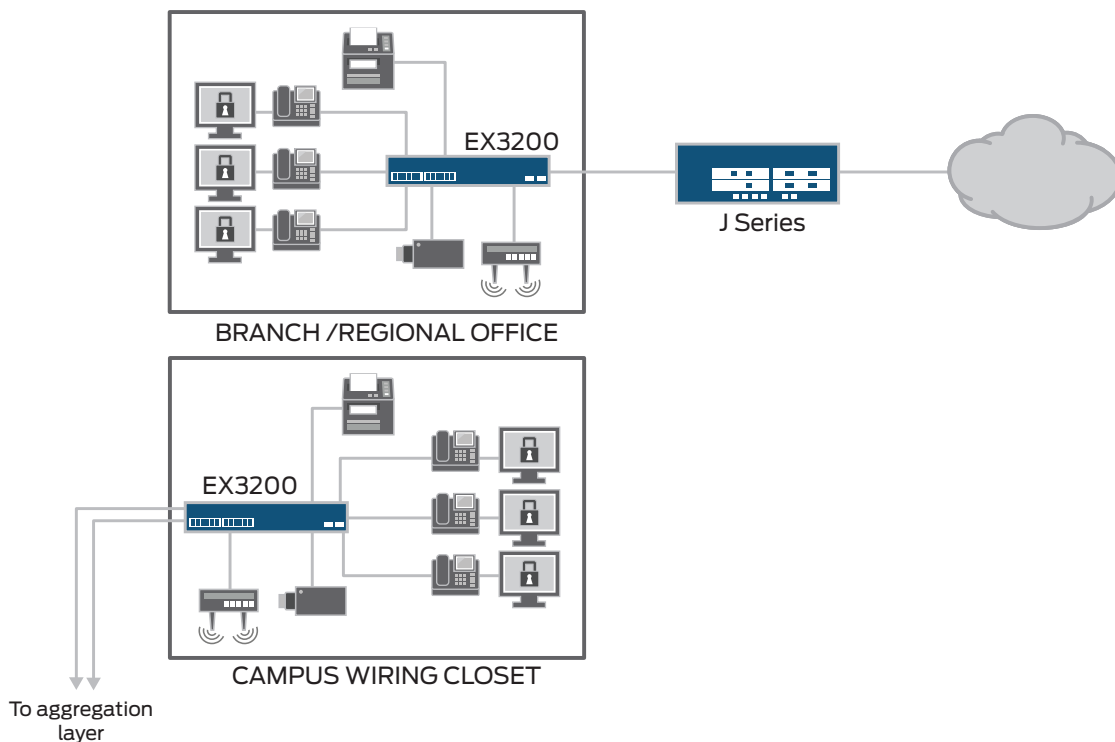 EX3200
J Series
BRANCH /REGIONAL OFFICE
EX3200
CAMPUS WIRING CLOSET
To aggregation
layer